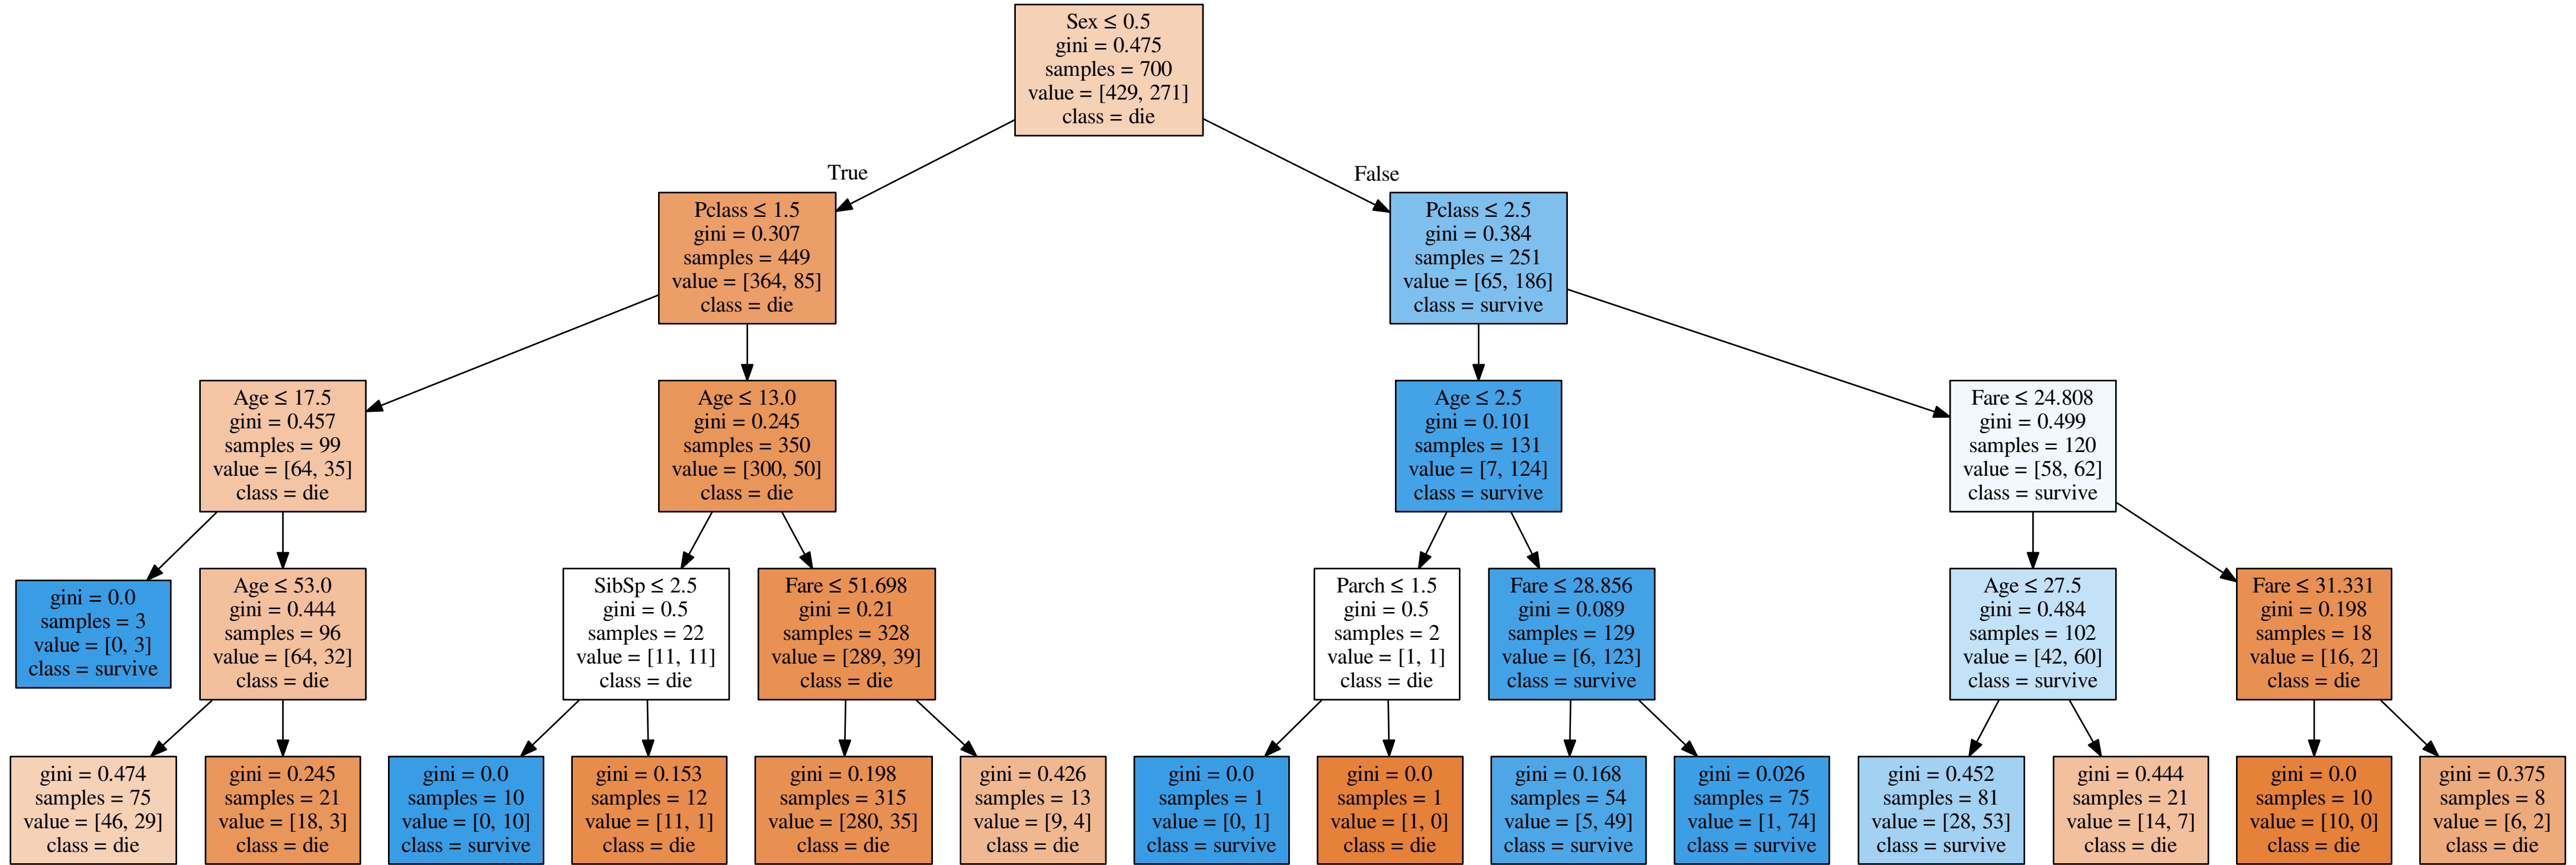 Sex ≤ 0.5
gini = 0.475
samples = 700
value = [429, 271]
class = die
True
False
Pclass ≤ 1.5
gini = 0.307
samples = 449
value = [364, 85]
class = die
Pclass ≤ 2.5
gini = 0.384
samples = 251
value = [65, 186]
class = survive
Age ≤ 17.5
gini = 0.457
samples = 99
value = [64, 35]
class = die
Age ≤ 13.0
gini = 0.245
samples = 350
value = [300, 50]
class = die
Age ≤ 2.5
gini = 0.101
samples = 131
value = [7, 124]
class = survive
Fare ≤ 24.808
gini = 0.499
samples = 120
value = [58, 62]
class = survive
gini = 0.0
samples = 3
value = [0, 3]
class = survive
Age ≤ 53.0
gini = 0.444
samples = 96
value = [64, 32]
class = die
SibSp ≤ 2.5
gini = 0.5
samples = 22
value = [11, 11]
class = die
Fare ≤ 51.698
gini = 0.21
samples = 328
value = [289, 39]
class = die
Parch ≤ 1.5
gini = 0.5
samples = 2
value = [1, 1]
class = die
Fare ≤ 28.856
gini = 0.089
samples = 129
value = [6, 123]
class = survive
Age ≤ 27.5
gini = 0.484
samples = 102
value = [42, 60]
class = survive
Fare ≤ 31.331
gini = 0.198
samples = 18
value = [16, 2]
class = die
gini = 0.474
samples = 75
value = [46, 29]
class = die
gini = 0.245
samples = 21
value = [18, 3]
class = die
gini = 0.0
samples = 10
value = [0, 10]
class = survive
gini = 0.153
samples = 12
value = [11, 1]
class = die
gini = 0.198
samples = 315
value = [280, 35]
class = die
gini = 0.426
samples = 13
value = [9, 4]
class = die
gini = 0.0
samples = 1
value = [0, 1]
class = survive
gini = 0.0
samples = 1
value = [1, 0]
class = die
gini = 0.168
samples = 54
value = [5, 49]
class = survive
gini = 0.026
samples = 75
value = [1, 74]
class = survive
gini = 0.452
samples = 81
value = [28, 53]
class = survive
gini = 0.444
samples = 21
value = [14, 7]
class = die
gini = 0.0
samples = 10
value = [10, 0]
class = die
gini = 0.375
samples = 8
value = [6, 2]
class = die